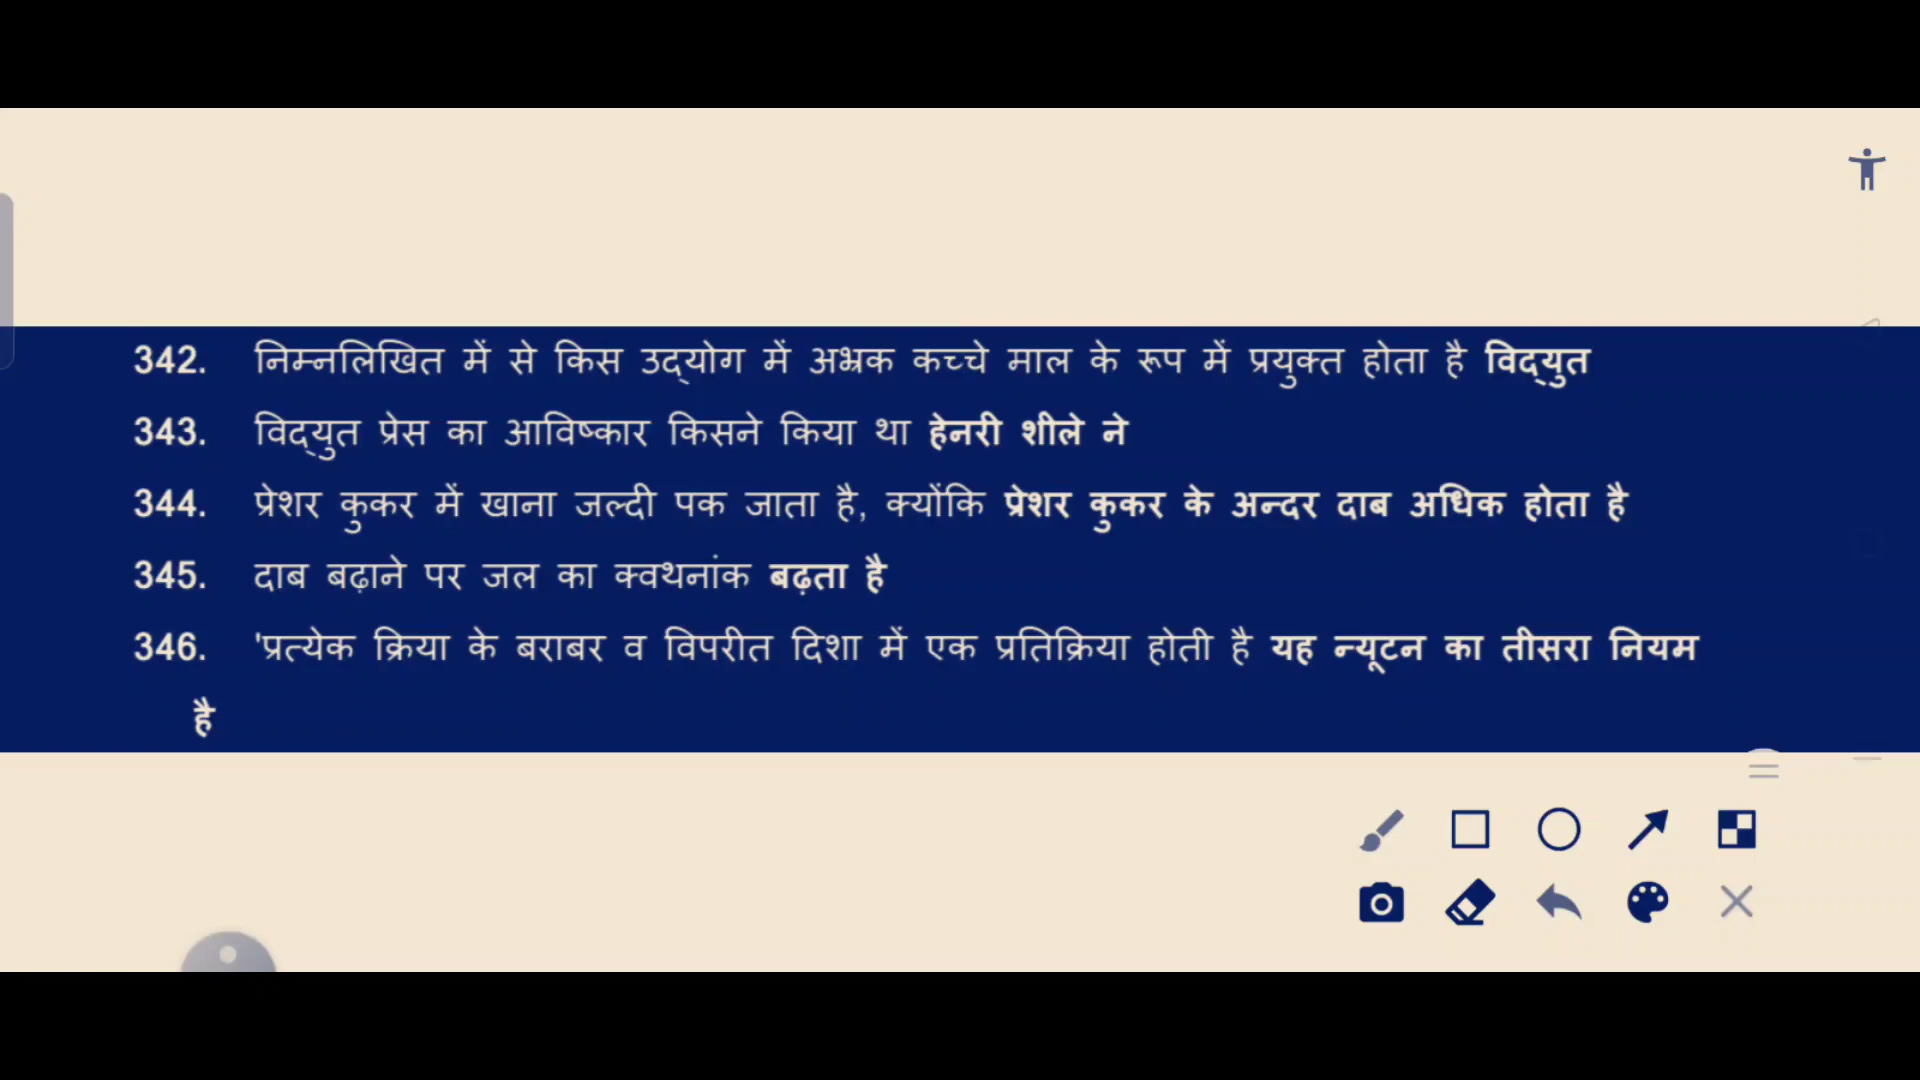 342. निम्नलिखित में से किस उद्योग में अभ्रक कच्चे माल के रूप में प्रयुक्त होता है विद्युत
343. विद्युत प्रेस का आविष्कार किसने किया था हेनरी शीले ने
344. प्रेशर कुकर में खाना जल्दी पक जाता है, क्योंकि प्रेशर कुकर के अन्दर दाब अधिक होता है
345. दाब बढ़ाने पर जल का क्वथनांक बढ़ता है
346. 'प्रत्येक क्रिया के बराबर व विपरीत दिशा में एक प्रतिक्रिया होती है यह न्यूटन का तीसरा नियम
है